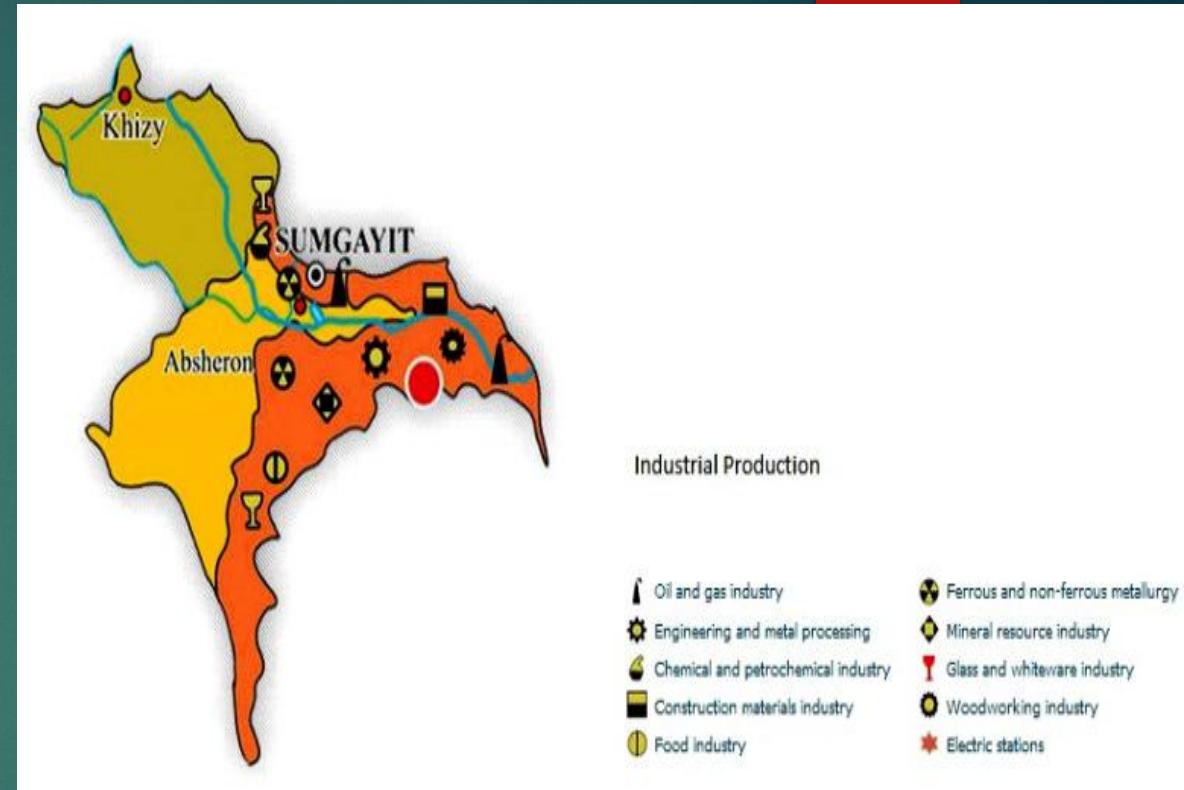 Khizy
SUMGAYIT
Absheron
Industrial Production
Oil and gas industry
Engineering and metal processing
Chemical and petrochemical industry
Construction materials industry
Food industry
Ferrous and non-ferrous metallurgy
Mineral resource industry
Glass and whiteware industry
Woodworking industry
Electric stations